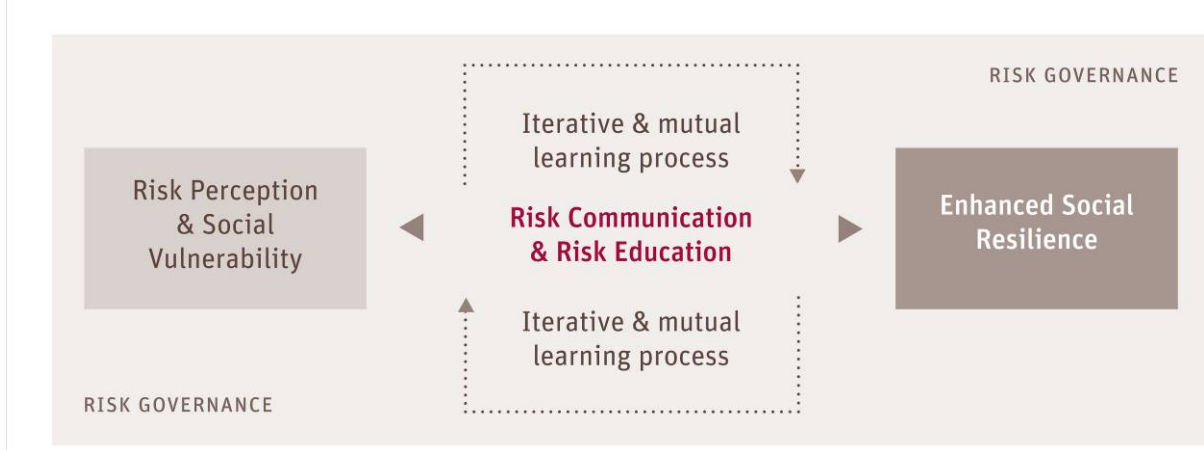 RISK GOVERNANCE
Iterative & mutual
learning process
Risk Perception
& Social
Vulnerability
Risk Communication
& Risk Education
Enhanced Social
Resilience
Iterative & mutual
learning process
RISK GOVERNANCE